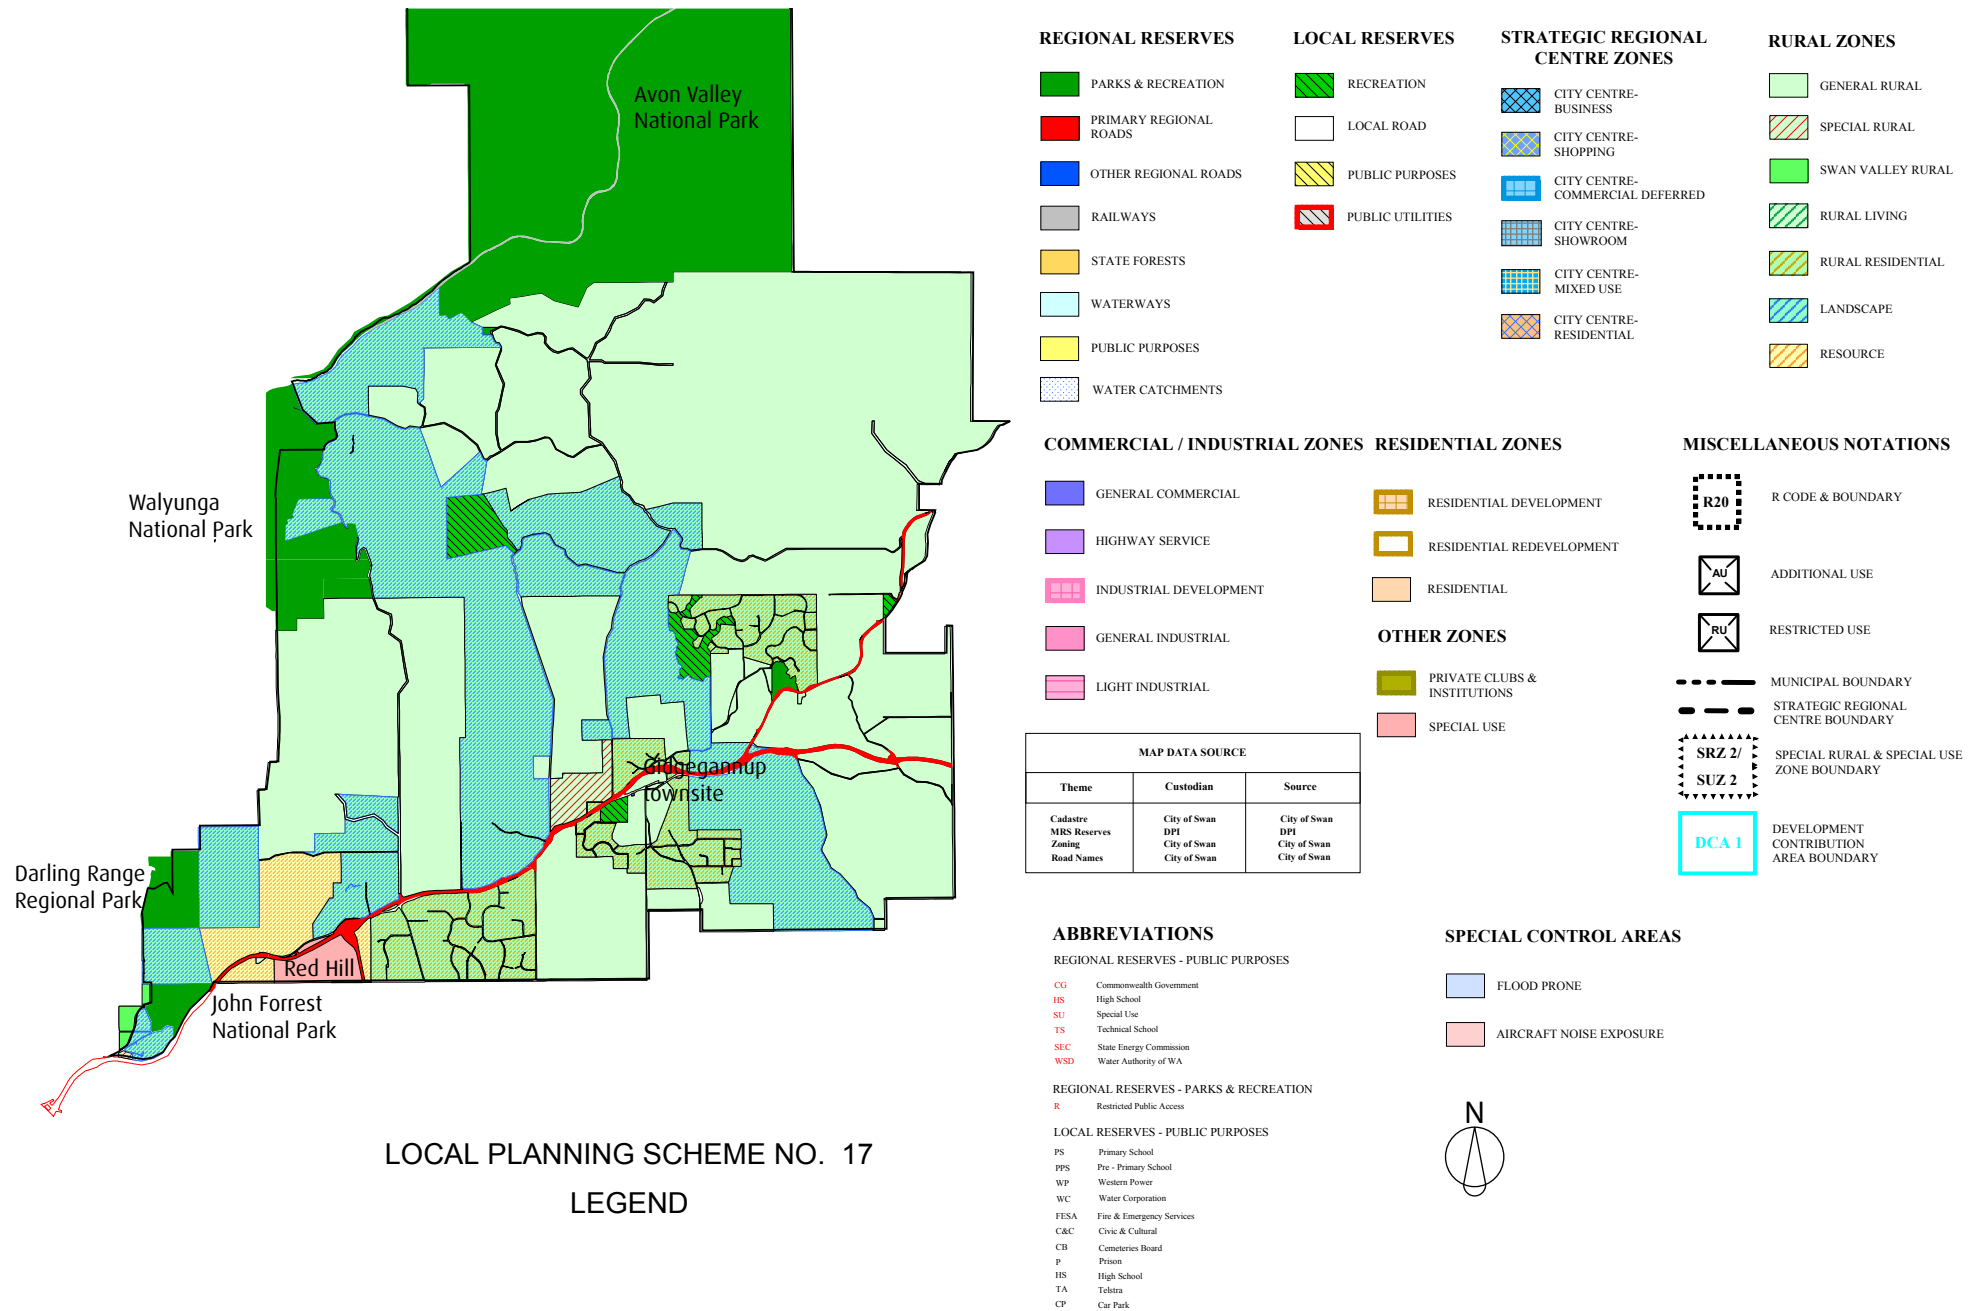 Avon Valley
National Park
Walyunga
National Park
Gidgegannup
townsite
Darling Range
Regional Park
Red Hill
John Forrest
National Park
LOCAL PLANNING SCHEME NO. 17
LEGEND
REGIONAL RESERVES
PARKS & RECREATION
PRIMARY REGIONAL
ROADS
OTHER REGIONAL ROADS
RAILWAYS
STATE FORESTS
WATERWAYS
PUBLIC PURPOSES
WATER CATCHMENTS
LOCAL RESERVES
RECREATION
LOCAL ROAD
PUBLIC PURPOSES
PUBLIC UTILITIES
STRATEGIC REGIONAL
CENTRE ZONES
CITY CENTRE-
BUSINESS
CITY CENTRE-
SHOPPING
CITY CENTRE-
COMMERCIAL DEFERRED
CITY CENTRE-
SHOWROOM
CITY CENTRE-
MIXED USE
CITY CENTRE-
RESIDENTIAL
RURAL ZONES
GENERAL RURAL
SPECIAL RURAL
SWAN VALLEY RURAL
RURAL LIVING
RURAL RESIDENTIAL
LANDSCAPE
RESOURCE
COMMERCIAL / INDUSTRIAL ZONES
GENERAL COMMERCIAL
HIGHWAY SERVICE
INDUSTRIAL DEVELOPMENT
GENERAL INDUSTRIAL
LIGHT INDUSTRIAL
RESIDENTIAL ZONES
RESIDENTIAL DEVELOPMENT
RESIDENTIAL REDEVELOPMENT
RESIDENTIAL
OTHER ZONES
PRIVATE CLUBS &
INSTITUTIONS
SPECIAL USE
MISCELLANEOUS NOTATIONS
R20 R CODE & BOUNDARY
AU ADDITIONAL USE
RU RESTRICTED USE
MUNICIPAL BOUNDARY
STRATEGIC REGIONAL
CENTRE BOUNDARY
SRZ 2/
SUZ 2
SPECIAL RURAL & SPECIAL USE
ZONE BOUNDARY
DCA 1
DEVELOPMENT
CONTRIBUTION
AREA BOUNDARY
MAP DATA SOURCE
Theme Custodian Source
Cadastre City of Swan City of Swan
MRS Reserves DPI DPI
Zoning City of Swan City of Swan
Road Names City of Swan City of Swan
ABBREVIATIONS
REGIONAL RESERVES - PUBLIC PURPOSES
CG Commonwealth Government
HS High School
SU Special Use
TS Technical School
SEC State Energy Commission
WSD Water Authority of WA
REGIONAL RESERVES - PARKS & RECREATION
R Restricted Public Access
LOCAL RESERVES - PUBLIC PURPOSES
PS Primary School
PPS Pre - Primary School
WP Western Power
WC Water Corporation
FESA Fire & Emergency Services
C&C Civic & Cultural
CB Cemeteries Board
P Prison
HS High School
TA Telstra
CP Car Park
SPECIAL CONTROL AREAS
FLOOD PRONE
AIRCRAFT NOISE EXPOSURE
N